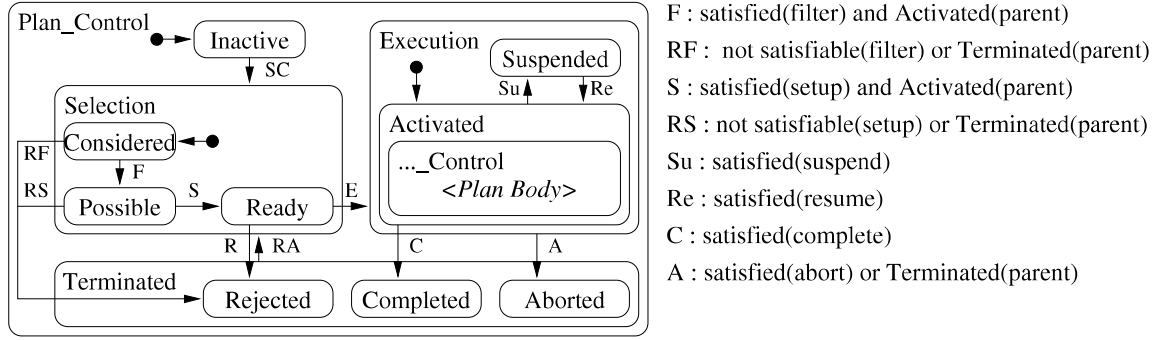 Plan_Control
Inactive
SC
Selection
Considered
RF
F
RS
Possible
S
Ready
E
R
RA
Execution
Suspended
Su
Re
Activated
..._Control
<Plan Body>
C
A
Terminated
Rejected
Completed
Aborted
F : satisfied(filter) and Activated(parent)
RF : not satisfiable(filter) or Terminated(parent)
S : satisfied(setup) and Activated(parent)
RS : not satisfiable(setup) or Terminated(parent)
Su : satisfied(suspend)
Re : satisfied(resume)
C : satisfied(complete)
A : satisfied(abort) or Terminated(parent)